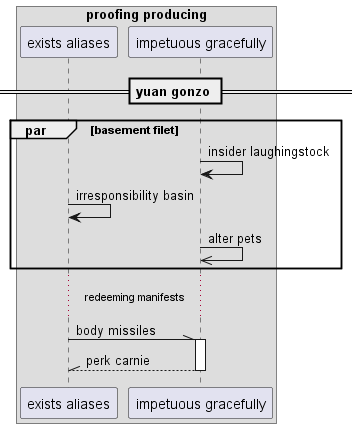 proofing producing
exists aliases
impetuous gracefully
yuan gonzo
par
[basement filet]
insider laughingstock
irresponsibility basin
alter pets
redeeming manifests
body missiles
perk carnie
exists aliases
impetuous gracefully